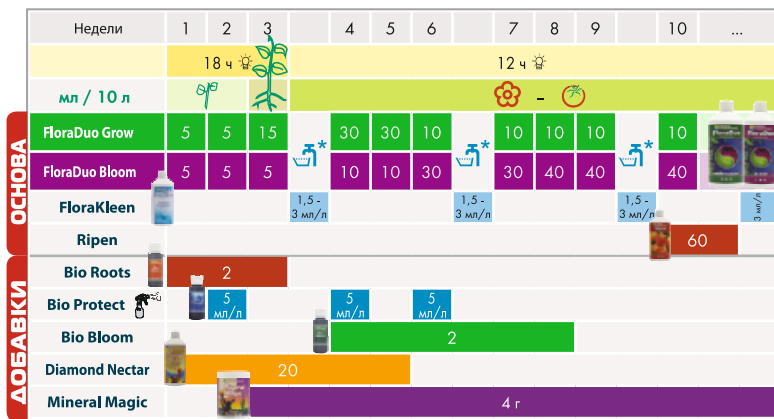 Недели 1 2 3 4 5 6 7 8 9 10 ...
18 ч 12 ч
мл / 10 л –
ОСНОВА
FloraDuo Grow 5 5 15 * 30 30 10 * 10 10 10 * 10
FloraDuo Bloom 5 5 5 10 10 30 30 40 40 40
FloraKleen 1,5 - 3 мл/л 1,5 - 3 мл/л 1,5 - 3 мл/л 3 мл/л
Ripen 60
ДОБАВКИ
Bio Roots 2
Bio Protect 5 мл/л 5 мл/л 5 мл/л
Bio Bloom 2
Diamond Nectar 20
Mineral Magic 4 г